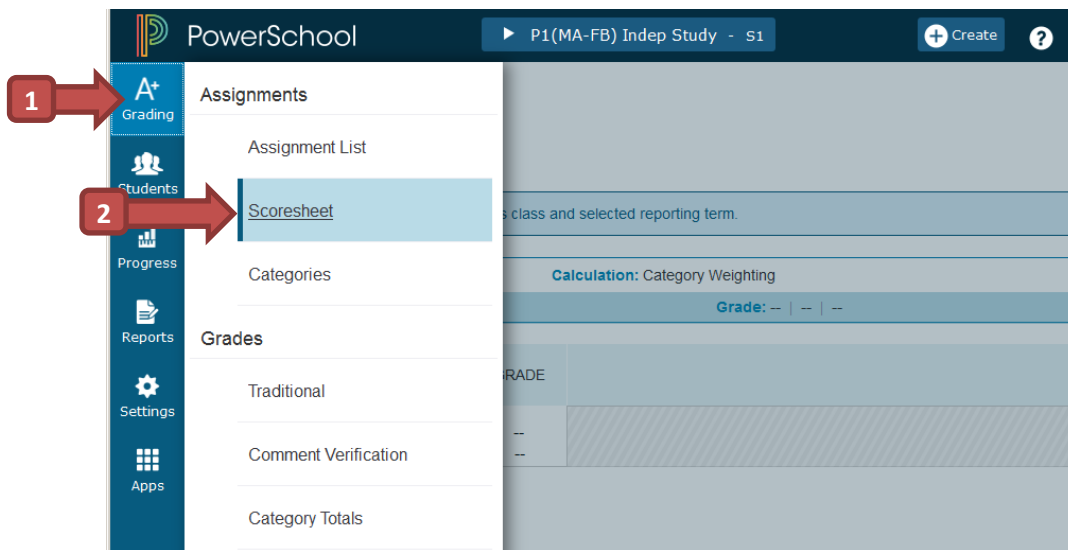 PowerSchool
P1(MA-FB) Indep Study - S1
Create
?
1
A+
Grading
Students
2
Progress
Reports
Settings
Apps
Assignments
Assignment List
Scoresheet
Categories
Grades
Traditional
Comment Verification
Category Totals
class and selected reporting term.
Calculation: Category Weighting
Grade: -- | -- | --
RADE
--
--